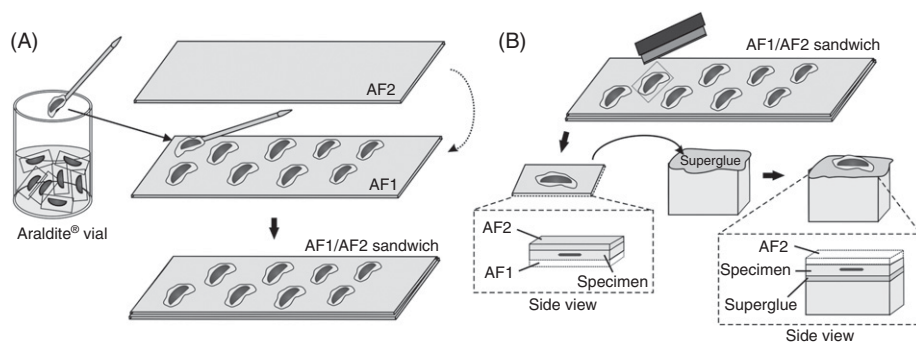 (A)
AF2
AF1
Araldite® vial
AF1/AF2 sandwich
(B)
AF1/AF2 sandwich
Superglue
AF2
AF1
Specimen
Side view
AF2
Specimen
Superglue
Side view